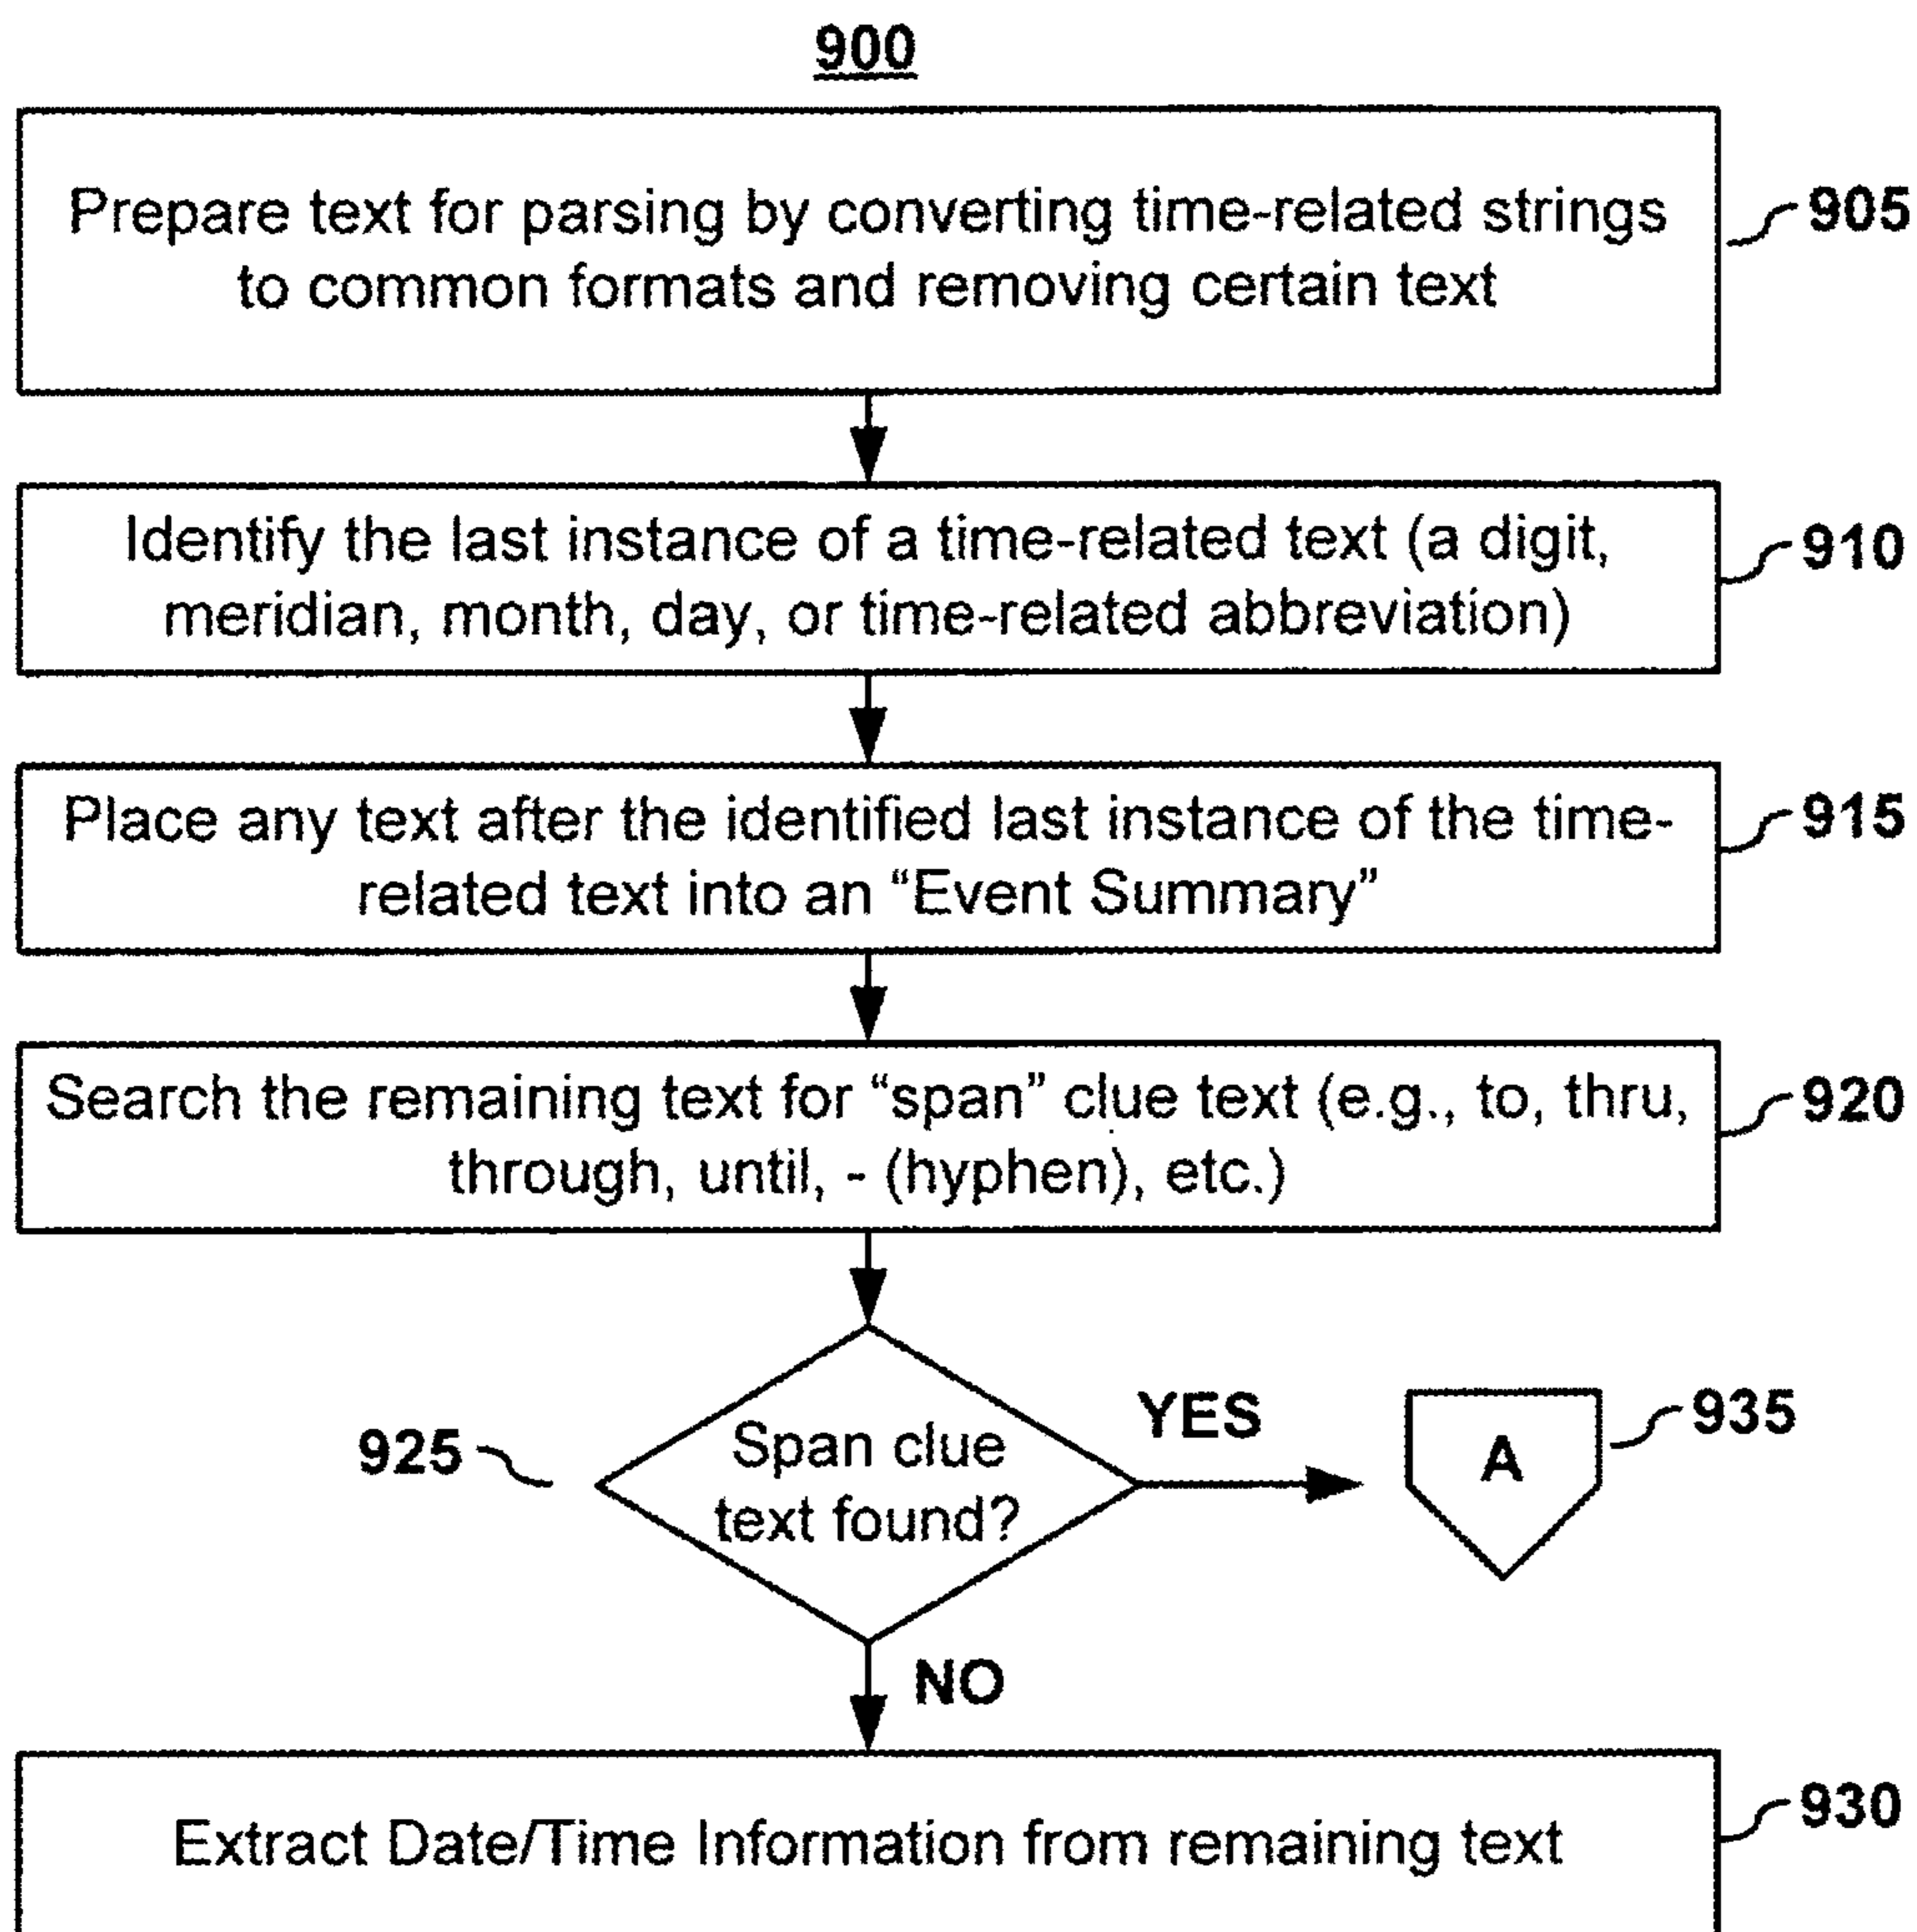 900
Prepare text for parsing by converting time-related strings
to common formats and removing certain text
905
Identify the last instance of a time-related text (a digit,
meridian, month, day, or time-related abbreviation)
910
Place any text after the identified last instance of the time-
related text into an “Event Summary”
915
Search the remaining text for “span” clue text (e.g., to, thru,
through, until, - (hyphen), etc.)
920
925
Span clue
text found?
YES
A
935
NO
Extract Date/Time Information from remaining text
930